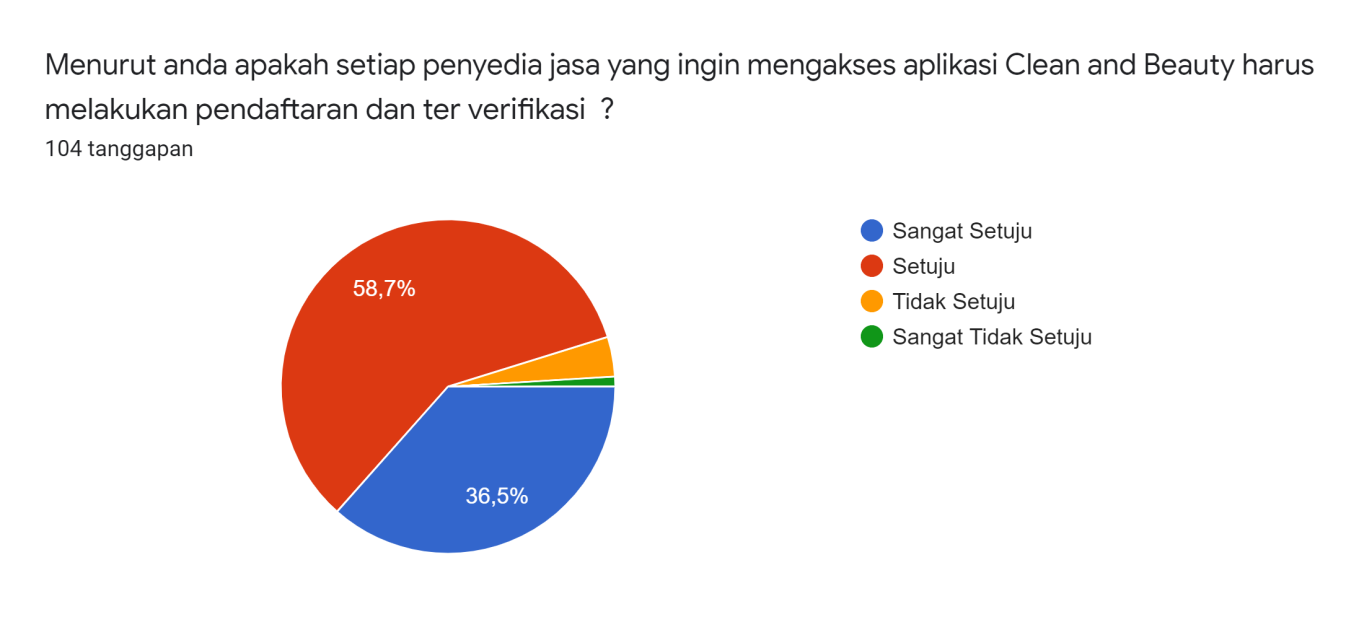 Menurut anda apakah setiap penyedia jasa yang ingin mengakses aplikasi Clean and Beauty harus
melakukan pendaftaran dan ter verifikasi  ?
104 tanggapan
58,7%
36,5%
Sangat Setuju
Setuju
Tidak Setuju
Sangat Tidak Setuju